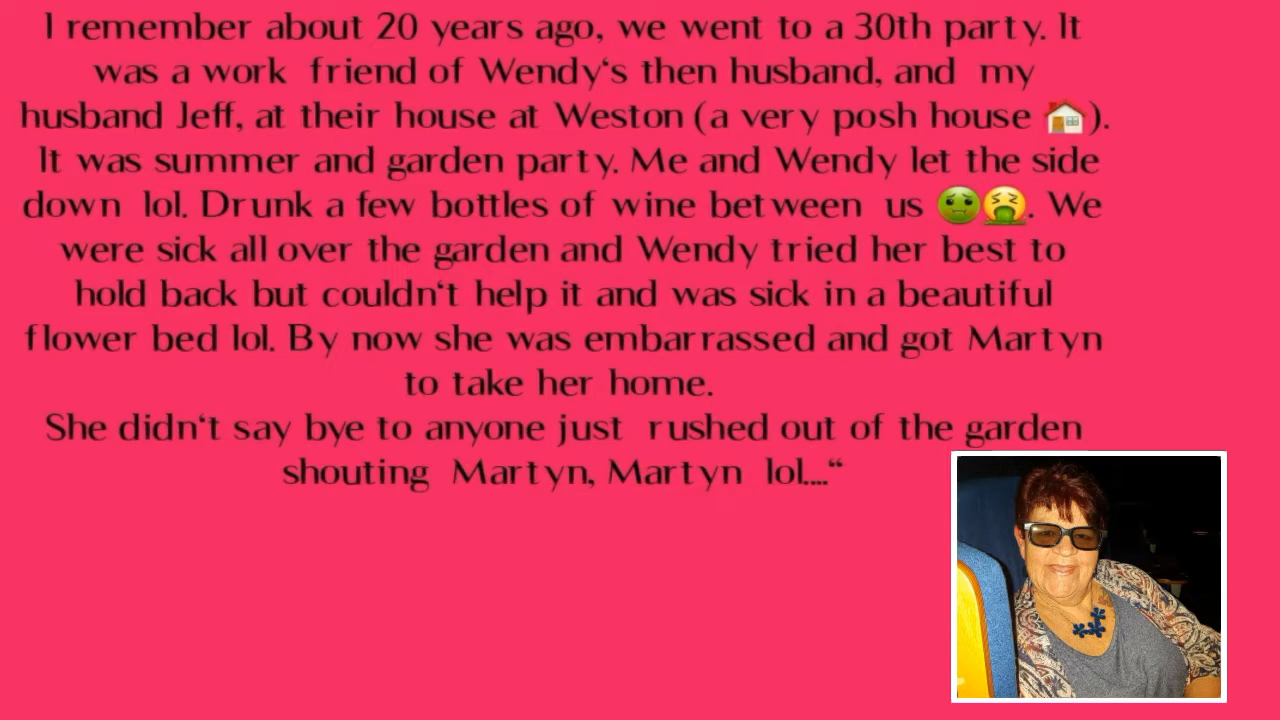 I remember about 20 years ago, we went to a 30th party. It
was a work friend of Wendy‘s then husband, and my
husband Jeff, at their house at Weston (a very posh house 🏠).
It was summer and garden party. Me and Wendy let the side
down lol. Drunk a few bottles of wine between us 🤢🤮. We
were sick all over the garden and Wendy tried her best to
hold back but couldn‘t help it and was sick in a beautiful
flower bed lol. By now she was embarrassed and got Martyn
to take her home.
She didn‘t say bye to anyone just rushed out of the garden
shouting Martyn, Martyn lol....“